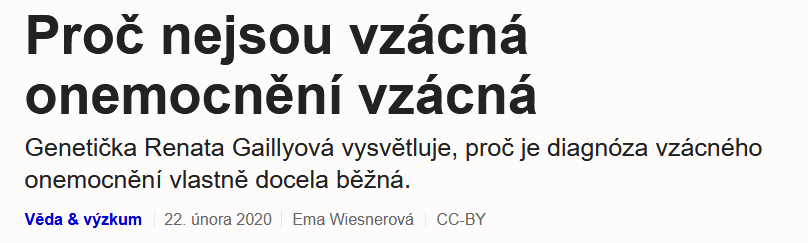 Proč nejsou vzácná
onemocnění vzácná
Genetička Renata Gaillyová vysvětluje, proč je diagnóza vzácného
onemocnění vlastně docela běžná.
Věda & výzkum 22. února 2020 Ema Wiesnerová CC-BY